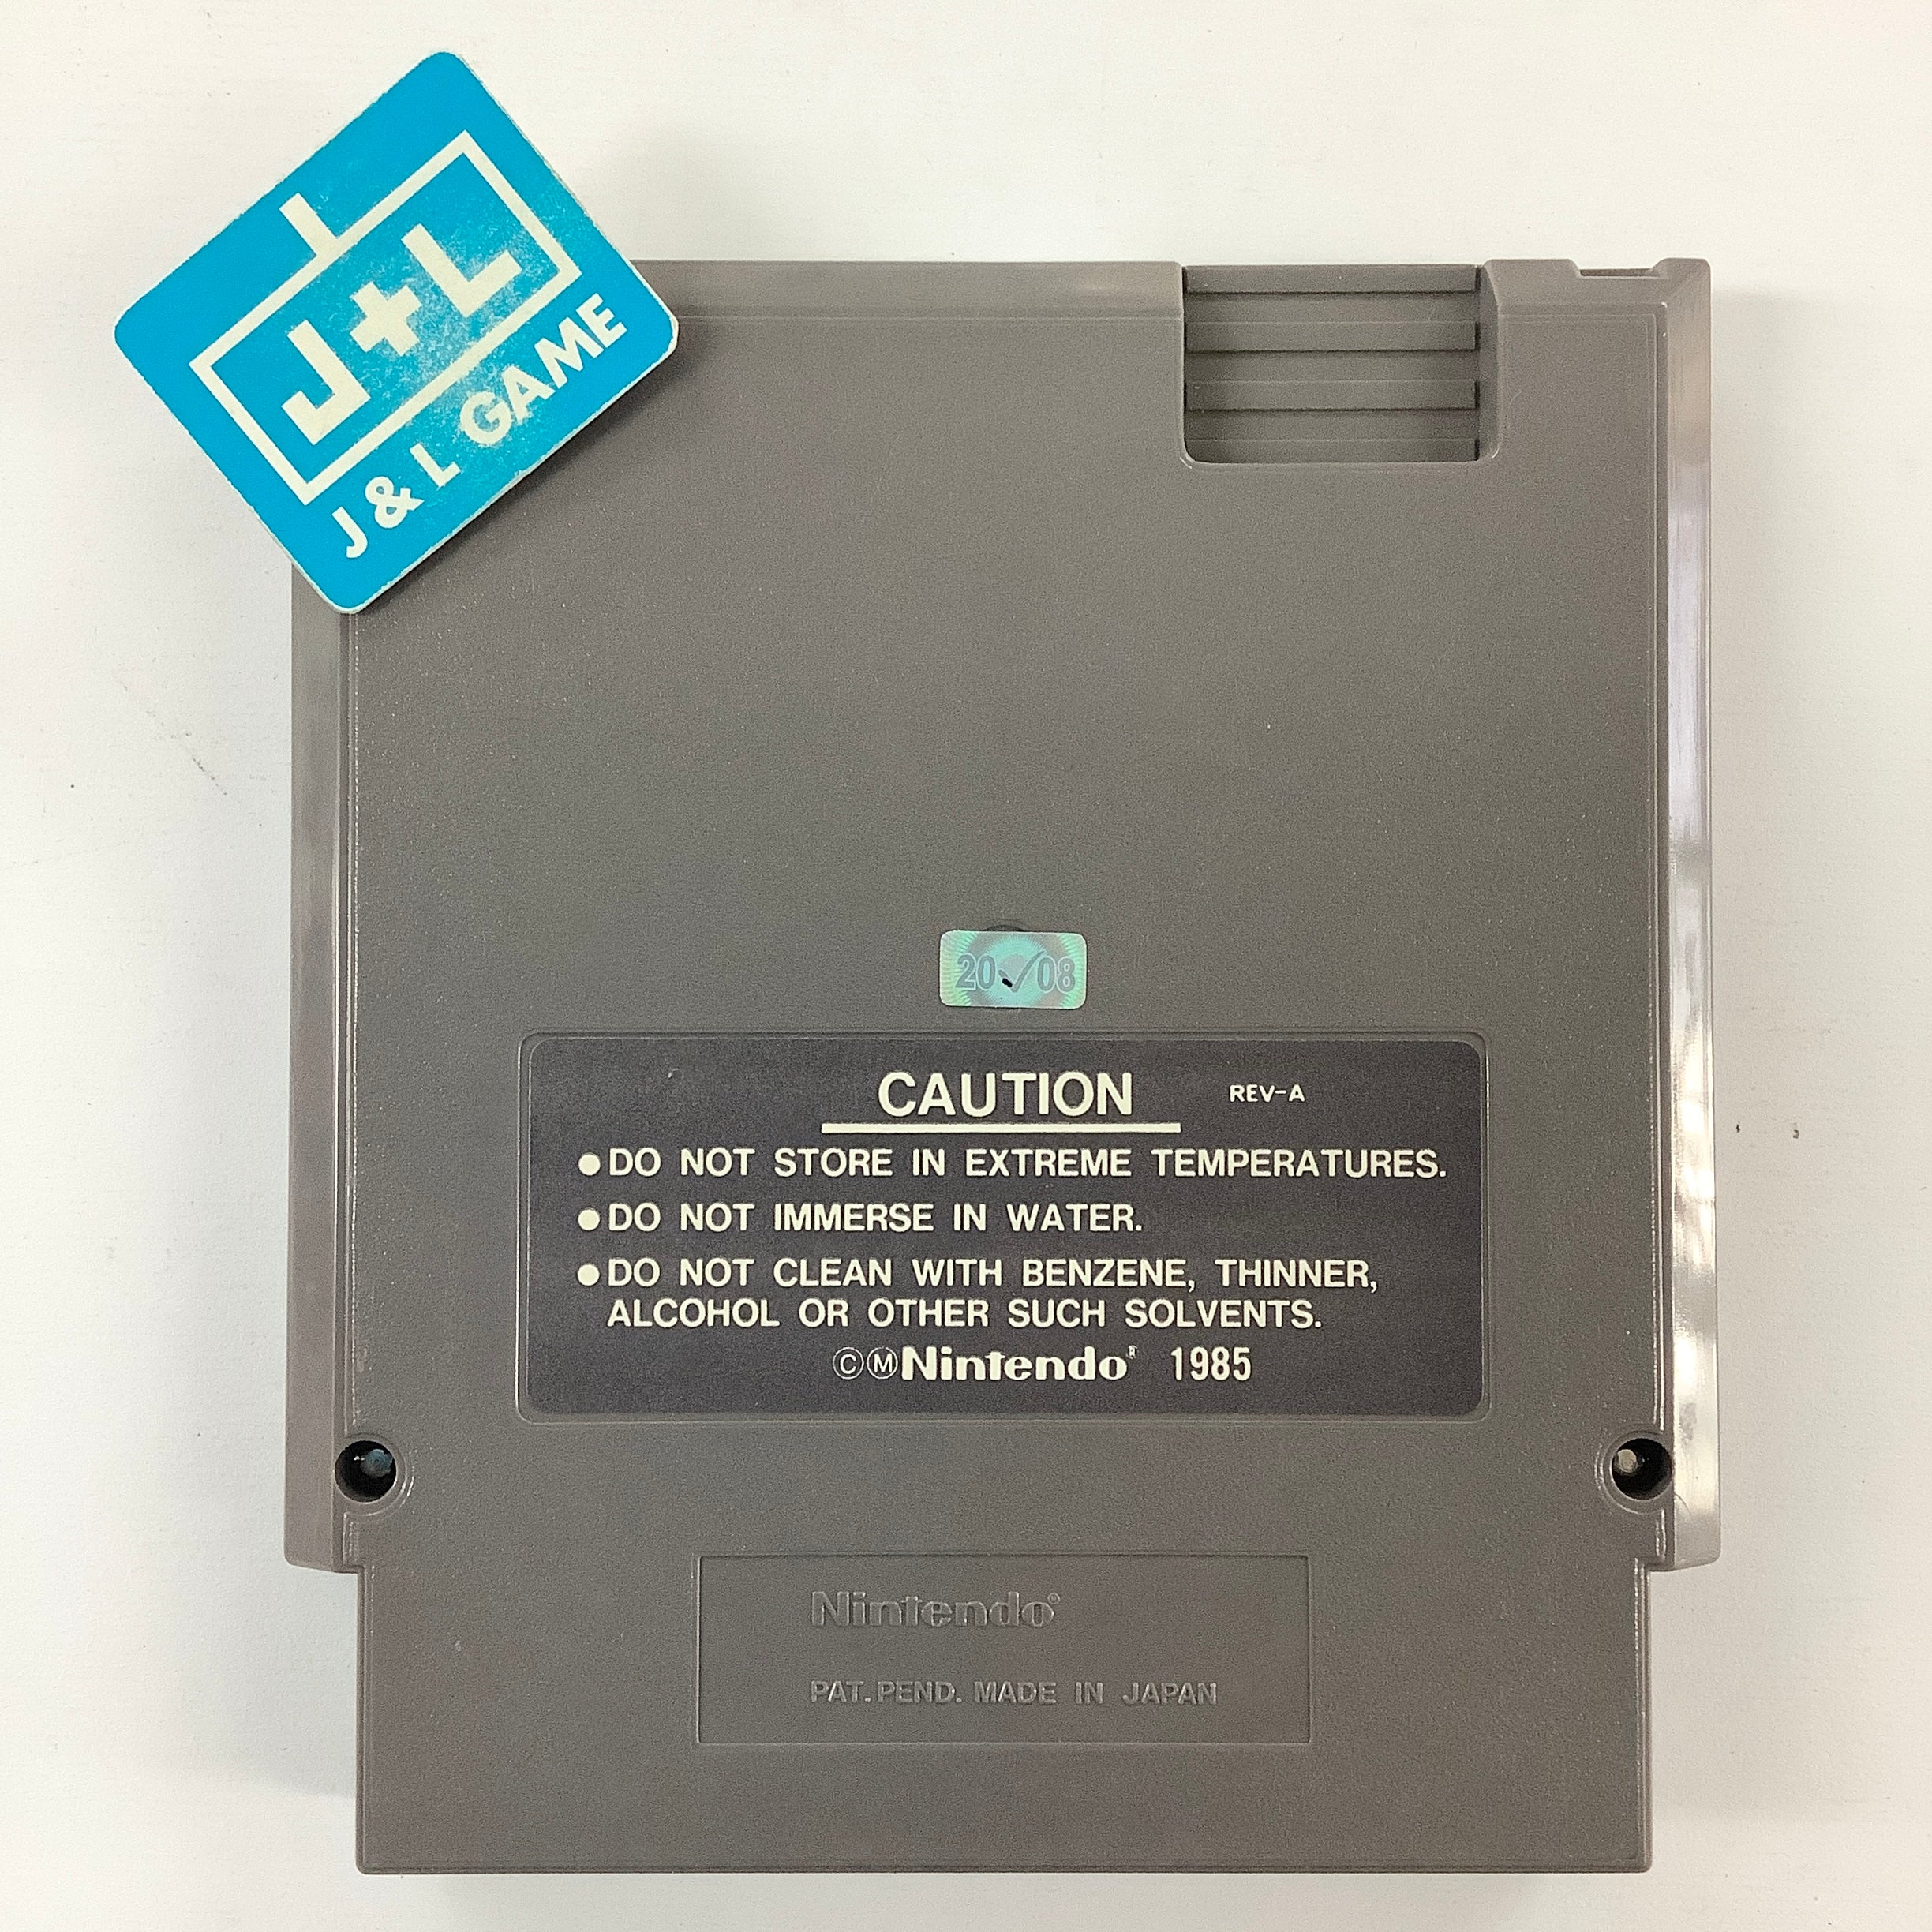 J+L
J & L GAME
20 08
CAUTION REV-A
●DO NOT STORE IN EXTREME TEMPERATURES.
●DO NOT IMMERSE IN WATER.
●DO NOT CLEAN WITH BENZENE, THINNER,
ALCOHOL OR OTHER SUCH SOLVENTS.
©ⓂNintendo® 1985
Nintendo®
PAT. PEND. MADE IN JAPAN